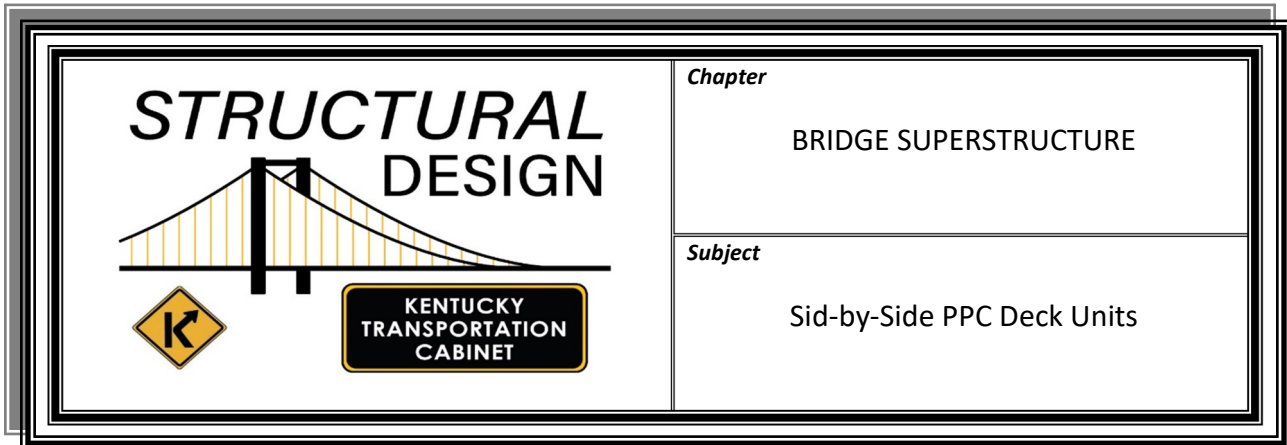 STRUCTURAL
DESIGN
KENTUCKY
TRANSPORTATION
CABINET
Chapter
BRIDGE SUPERSTRUCTURE
Subject
Sid-by-Side PPC Deck Units